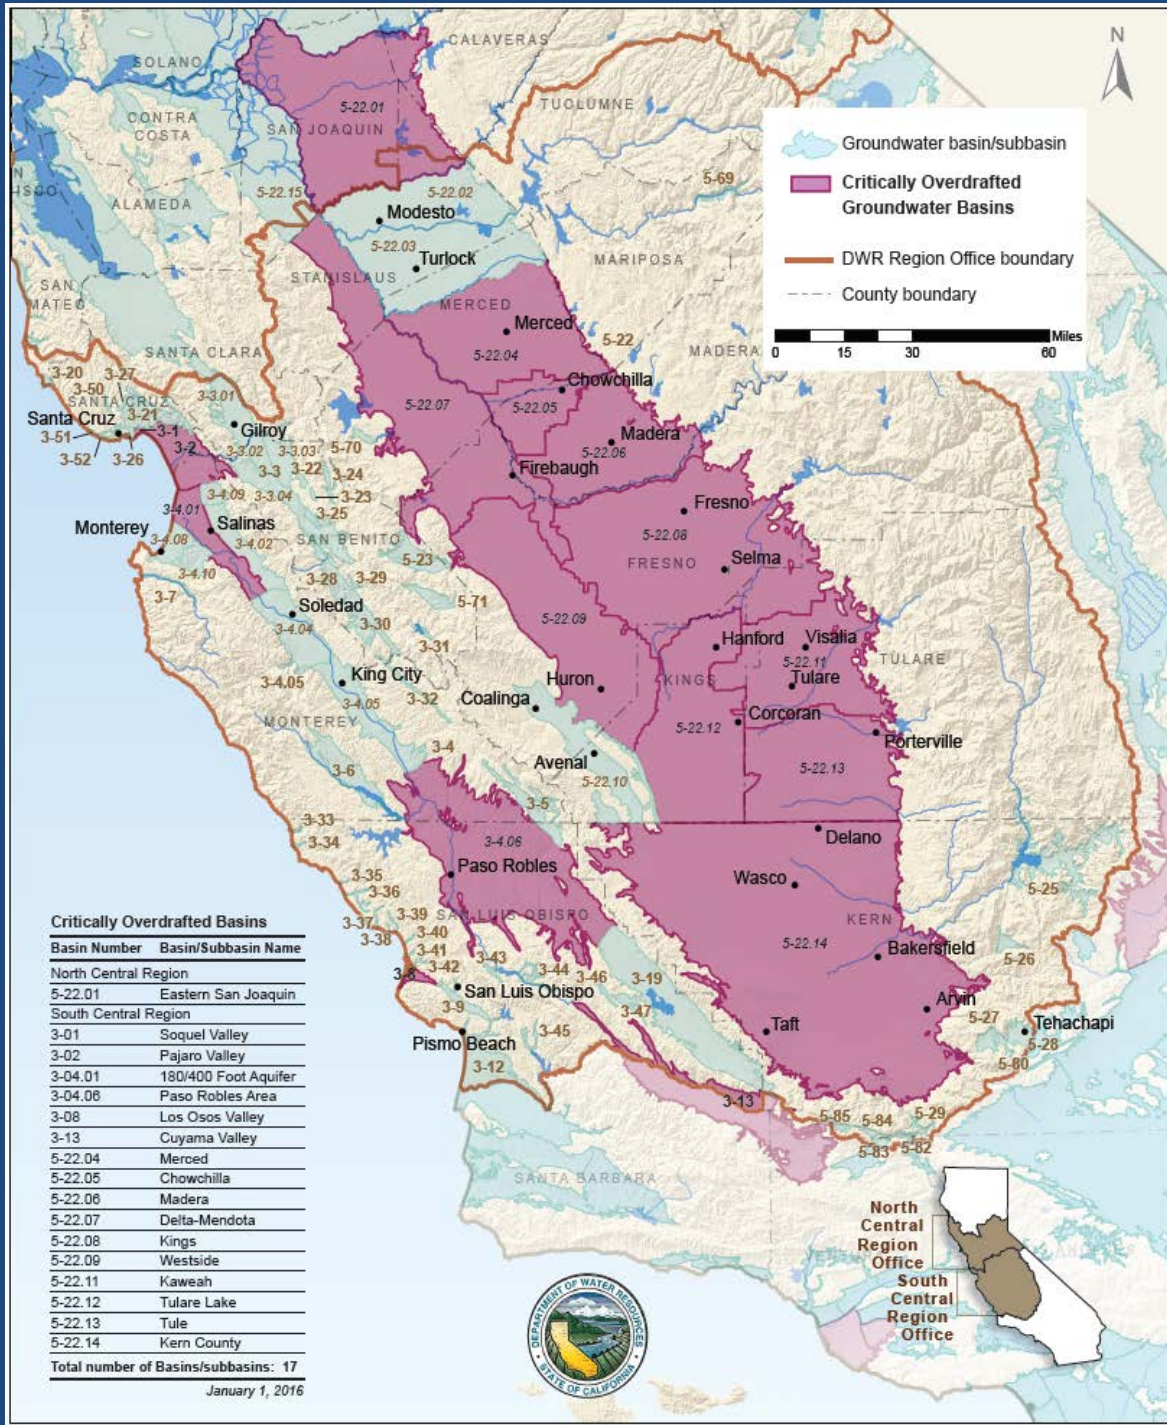 CALAVERAS
N
SOLANO
TUOLUMNE
5-22.01
CONTRA
COSTA
SAN JOAQUIN
Groundwater basin/subbasin
Critically Overdrafted
Groundwater Basins
DWR Region Office boundary
County boundary
Miles
0 15 30 60
N
ISCO
ALAMEDA
5-22.15
5-22.02
5-69
Modesto
5-22.03
Turlock
STANISLAUS
MARIPOSA
SAN
MATEO
MERCED
Merced
5-22
5-22.04
MADERA
SANTA CLARA
3-20
3-27
3-50
SANTA CRUZ
3-3.01
Chowchilla
5-22.05
5-22.07
3-21
Santa Cruz
3-1
Gilroy
3-51
3-52
3-26
3-2
3-3.02
3-3.03
5-70
Madera
5-22.06
3-3
3-22
3-24
Firebaugh
3-4.09
3-3.04
3-23
3-25
3-4.01
Fresno
Monterey
Salinas
3-4.08
3-4.02
SAN BENITO
5-22.08
FRESNO
5-23
Selma
3-4.10
3-7
3-28
3-29
5-71
Soledad
3-4.04
3-30
5-22.09
3-31
Hanford
Visalia
5-22.11
TULARE
King City
3-4.05
3-4.05
3-32
Huron
KINGS
Tulare
Coalinga
MONTEREY
Corcoran
5-22.12
Porterville
3-4
Avenal
5-22.10
5-22.13
3-6
3-5
3-33
3-34
3-4.06
Delano
Paso Robles
Wasco
3-35
3-36
5-25
3-37
3-38
3-39
3-40
3-41
3-42
SAN LUIS OBISPO
KERN
5-22.14
Bakersfield
3-43
3-44
3-46
3-19
5-26
3-8
San Luis Obispo
3-9
3-47
Arvin
5-27
Tehachapi
5-28
Pismo Beach
3-45
Taft
3-12
5-80
3-13
5-85
5-84
5-29
5-83
5-82
SANTA BARBARA
Critically Overdrafted Basins
Basin Number Basin/Subbasin Name
North Central Region
5-22.01 Eastern San Joaquin
South Central Region
3-01 Soquel Valley
3-02 Pajaro Valley
3-04.01 180/400 Foot Aquifer
3-04.06 Paso Robles Area
3-08 Los Osos Valley
3-13 Cuyama Valley
5-22.04 Merced
5-22.05 Chowchilla
5-22.06 Madera
5-22.07 Delta-Mendota
5-22.08 Kings
5-22.09 Westside
5-22.11 Kaweah
5-22.12 Tulare Lake
5-22.13 Tule
5-22.14 Kern County
Total number of Basins/subbasins: 17
January 1, 2016
DEPARTMENT OF WATER RESOURCES
STATE OF CALIFORNIA
North
Central
Region
Office
South
Central
Region
Office